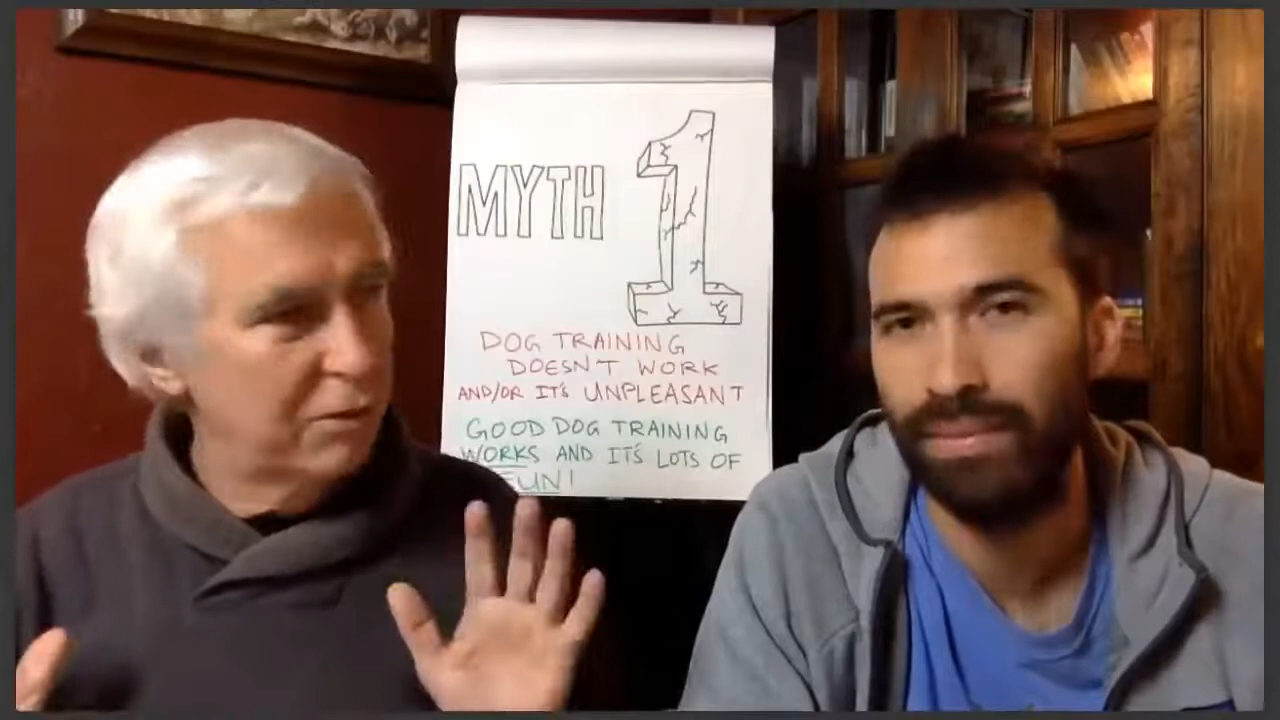 MYTH 1
DOG TRAINING
DOESN'T WORK
AND/OR IT'S UNPLEASANT
GOOD DOG TRAINING
WORKS AND IT'S LOTS OF
FUN!